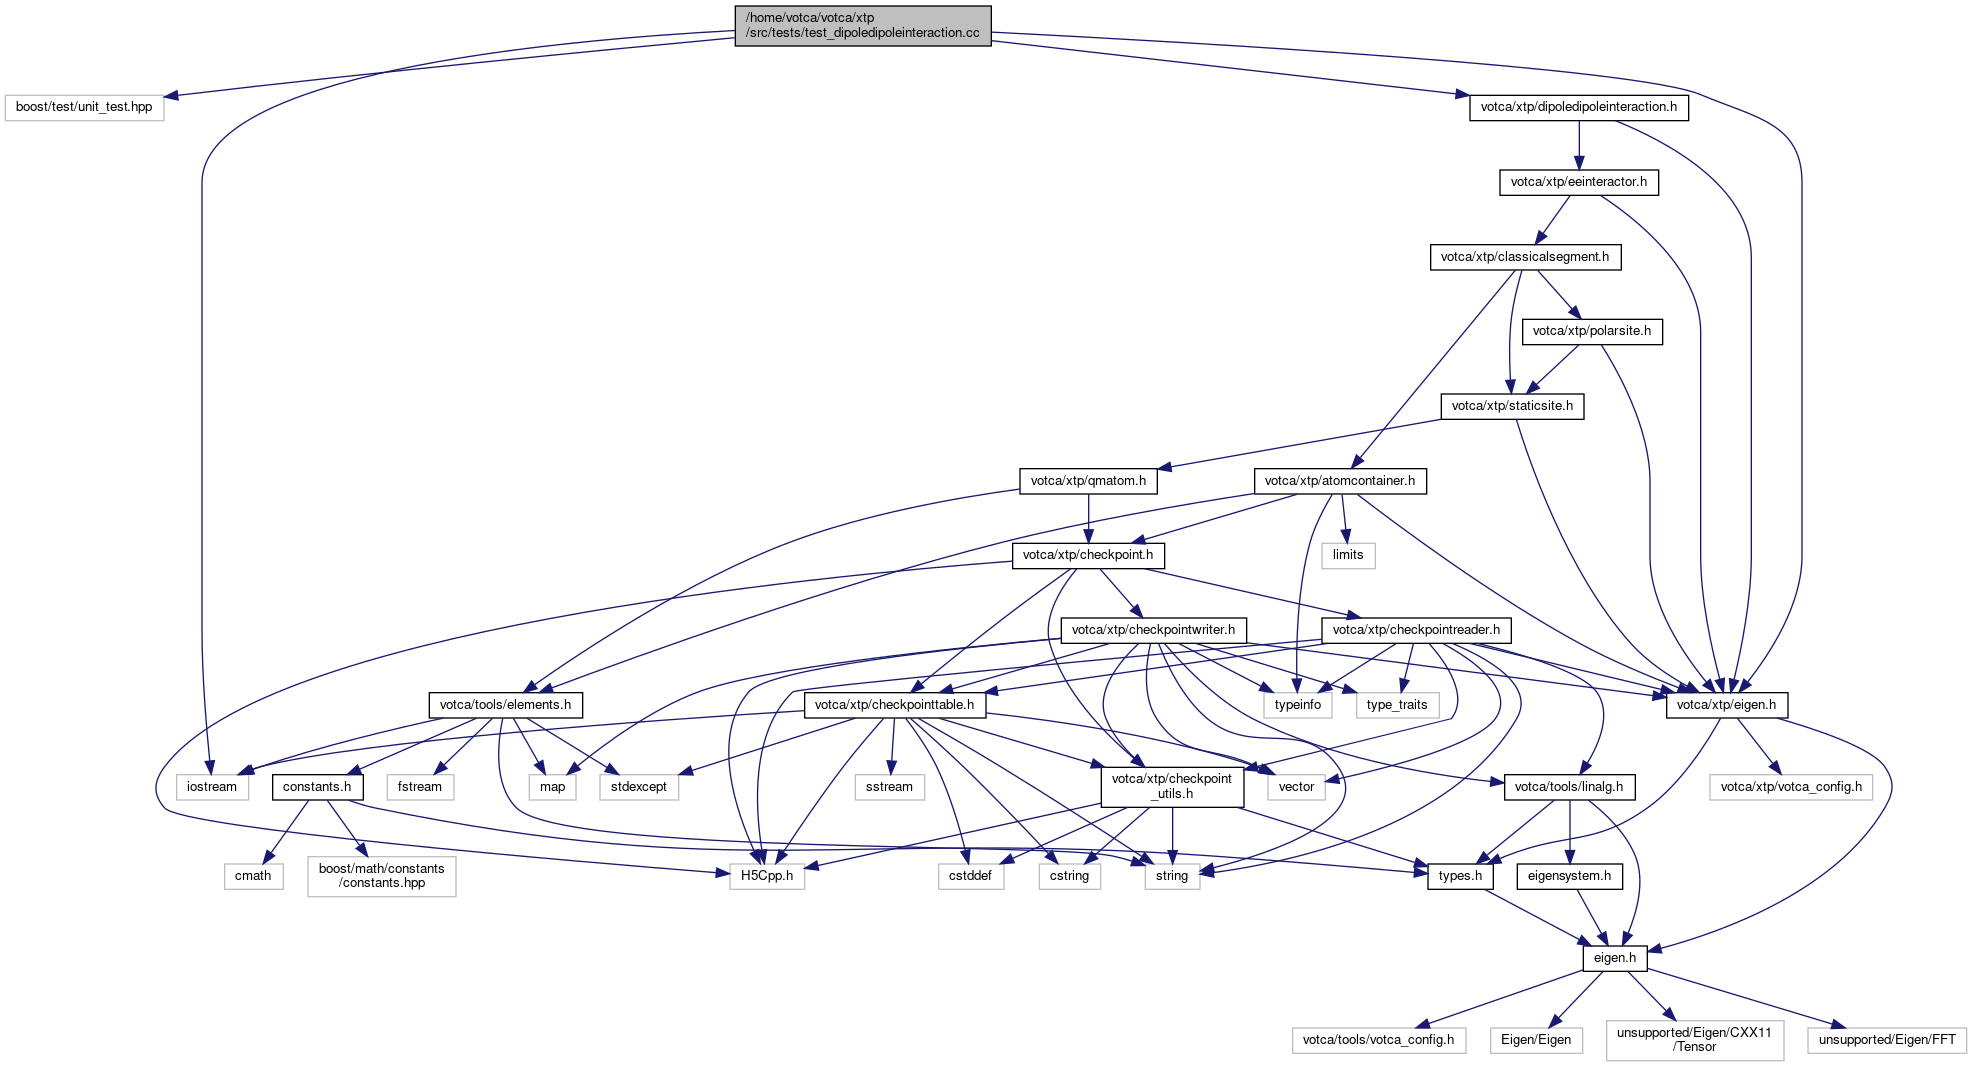 /home/votca/votca/xtp
/src/tests/test_dipoledipoleinteraction.cc
boost/test/unit_test.hpp
votca/xtp/dipoledipoleinteraction.h
votca/xtp/eeinteractor.h
votca/xtp/classicalsegment.h
votca/xtp/polarsite.h
votca/xtp/staticsite.h
votca/xtp/qmatom.h
votca/xtp/atomcontainer.h
votca/xtp/checkpoint.h
limits
votca/xtp/checkpointwriter.h
votca/xtp/checkpointreader.h
votca/tools/elements.h
votca/xtp/checkpointtable.h
typeinfo
type_traits
votca/xtp/eigen.h
iostream
constants.h
fstream
map
stdexcept
sstream
votca/xtp/checkpoint
_utils.h
vector
votca/tools/linalg.h
votca/xtp/votca_config.h
cmath
boost/math/constants
/constants.hpp
H5Cpp.h
cstddef
cstring
string
types.h
eigensystem.h
eigen.h
votca/tools/votca_config.h
Eigen/Eigen
unsupported/Eigen/CXX11
/Tensor
unsupported/Eigen/FFT